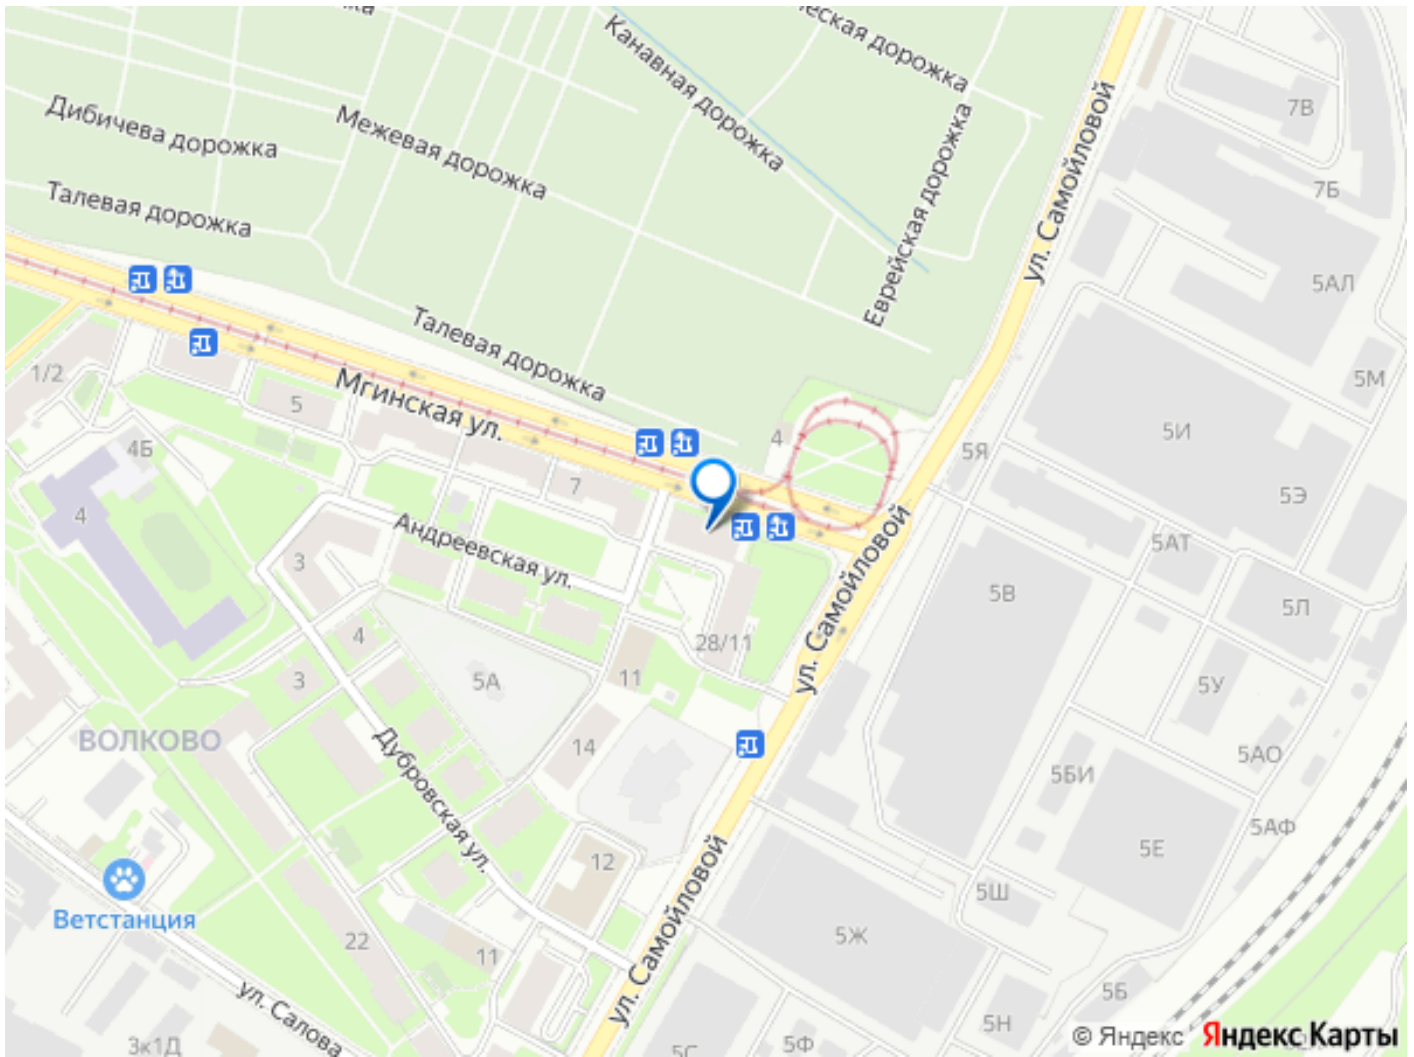 Канавная дорожка
Дибичева дорожка
Межевая дорожка
дорожка
Еврейская дорожка
ул. Самойловой
7В
7Б
Талевая дорожка
5АЛ
Талевая дорожка
1/2
5
Мгинская ул.
5М
4Б
4
5Я
5И
7
5Э
4
Андреевская ул.
3
5АТ
5В
5Л
ул. Самойловой
4
28/11
3
5А
11
5У
ВОЛКОВО
14
5АО
Дубровская ул.
5БИ
5АФ
12
5Е
Ветстанция
5Ш
22
11
5Ж
ул. Самойловой
ул. Салова
5Б
3к1Д
5Н
5Ф
5С
© Яндекс Яндекс Карты